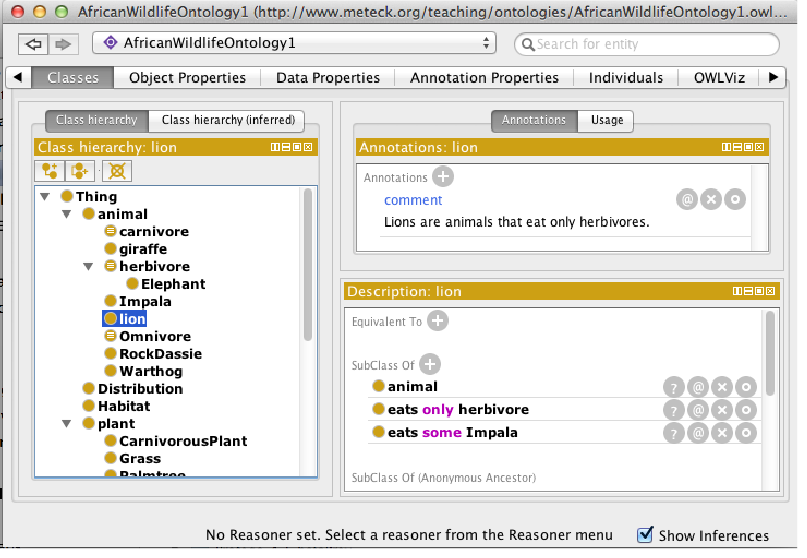 AfricanWildlifeOntology1 (http://www.meteck.org/teaching/ontologies/AfricanWildlifeOntology1.owl...
AfricanWildlifeOntology1
Search for entity
Classes
Object Properties
Data Properties
Annotation Properties
Individuals
OWLViz
Class hierarchy
Class hierarchy (inferred)
Class hierarchy: lion
Thing
animal
carnivore
giraffe
herbivore
Elephant
Impala
lion
Omnivore
RockDassie
Warthog
Distribution
Habitat
plant
CarnivorousPlant
Grass
Palmtree
Annotations
Usage
Annotations: lion
Annotations
comment
Lions are animals that eat only herbivores.
Description: lion
Equivalent To
SubClass Of
animal
eats only herbivore
eats some Impala
SubClass Of (Anonymous Ancestor)
No Reasoner set. Select a reasoner from the Reasoner menu
Show Inferences